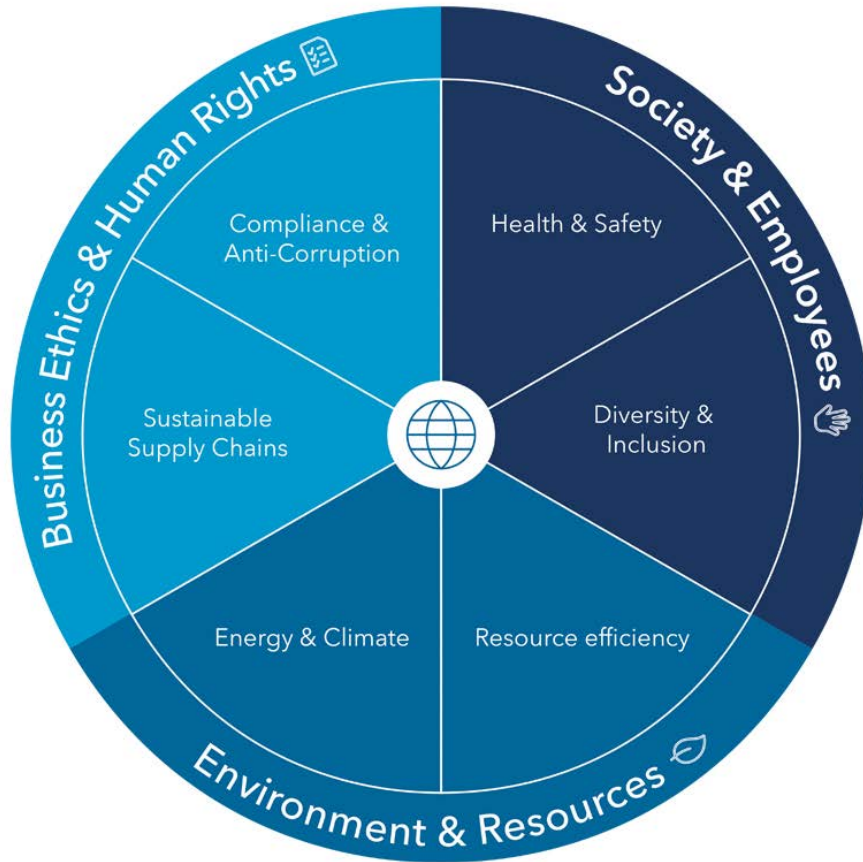 Business Ethics & Human Rights
Society & Employees
Compliance &
Anti-Corruption
Health & Safety
Sustainable
Supply Chains
Diversity &
Inclusion
Energy & Climate
Resource efficiency
Environment & Resources